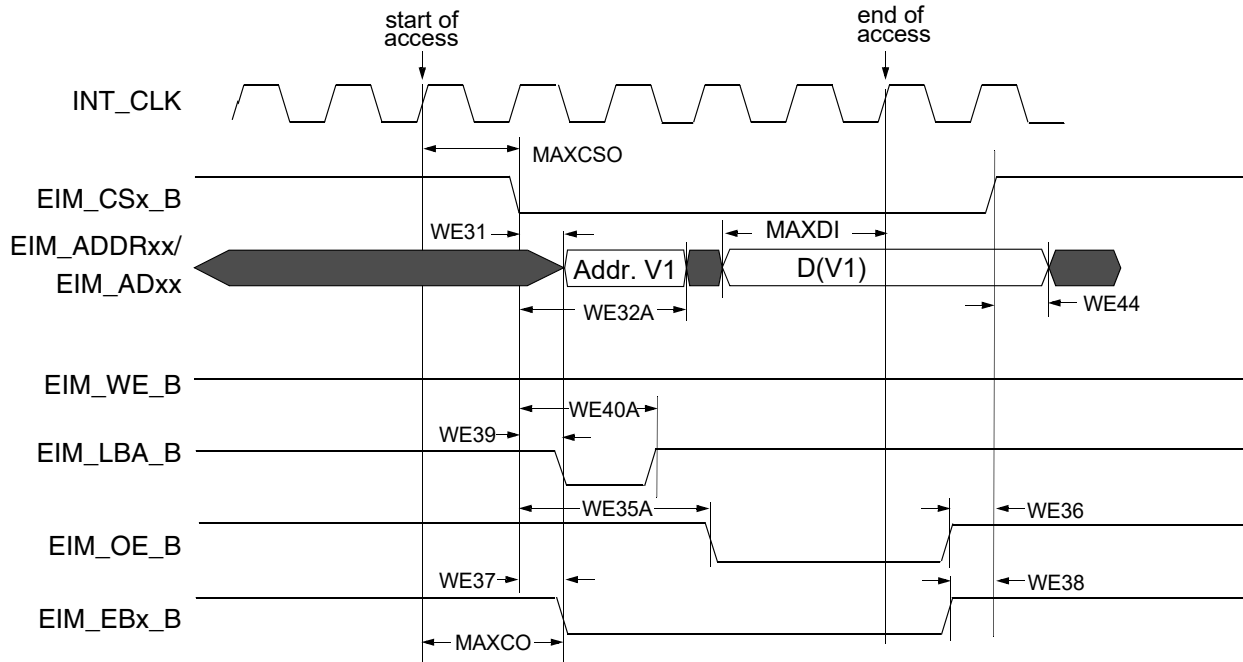 start of
access
end of
access
INT_CLK
MAXCSO
EIM_CSx_B
WE31
MAXDI
EIM_ADDRxx/
EIM_ADxx
Addr. V1
D(V1)
WE32A
WE44
EIM_WE_B
WE40A
WE39
EIM_LBA_B
WE35A
WE36
EIM_OE_B
WE37
WE38
EIM_EBx_B
MAXCO